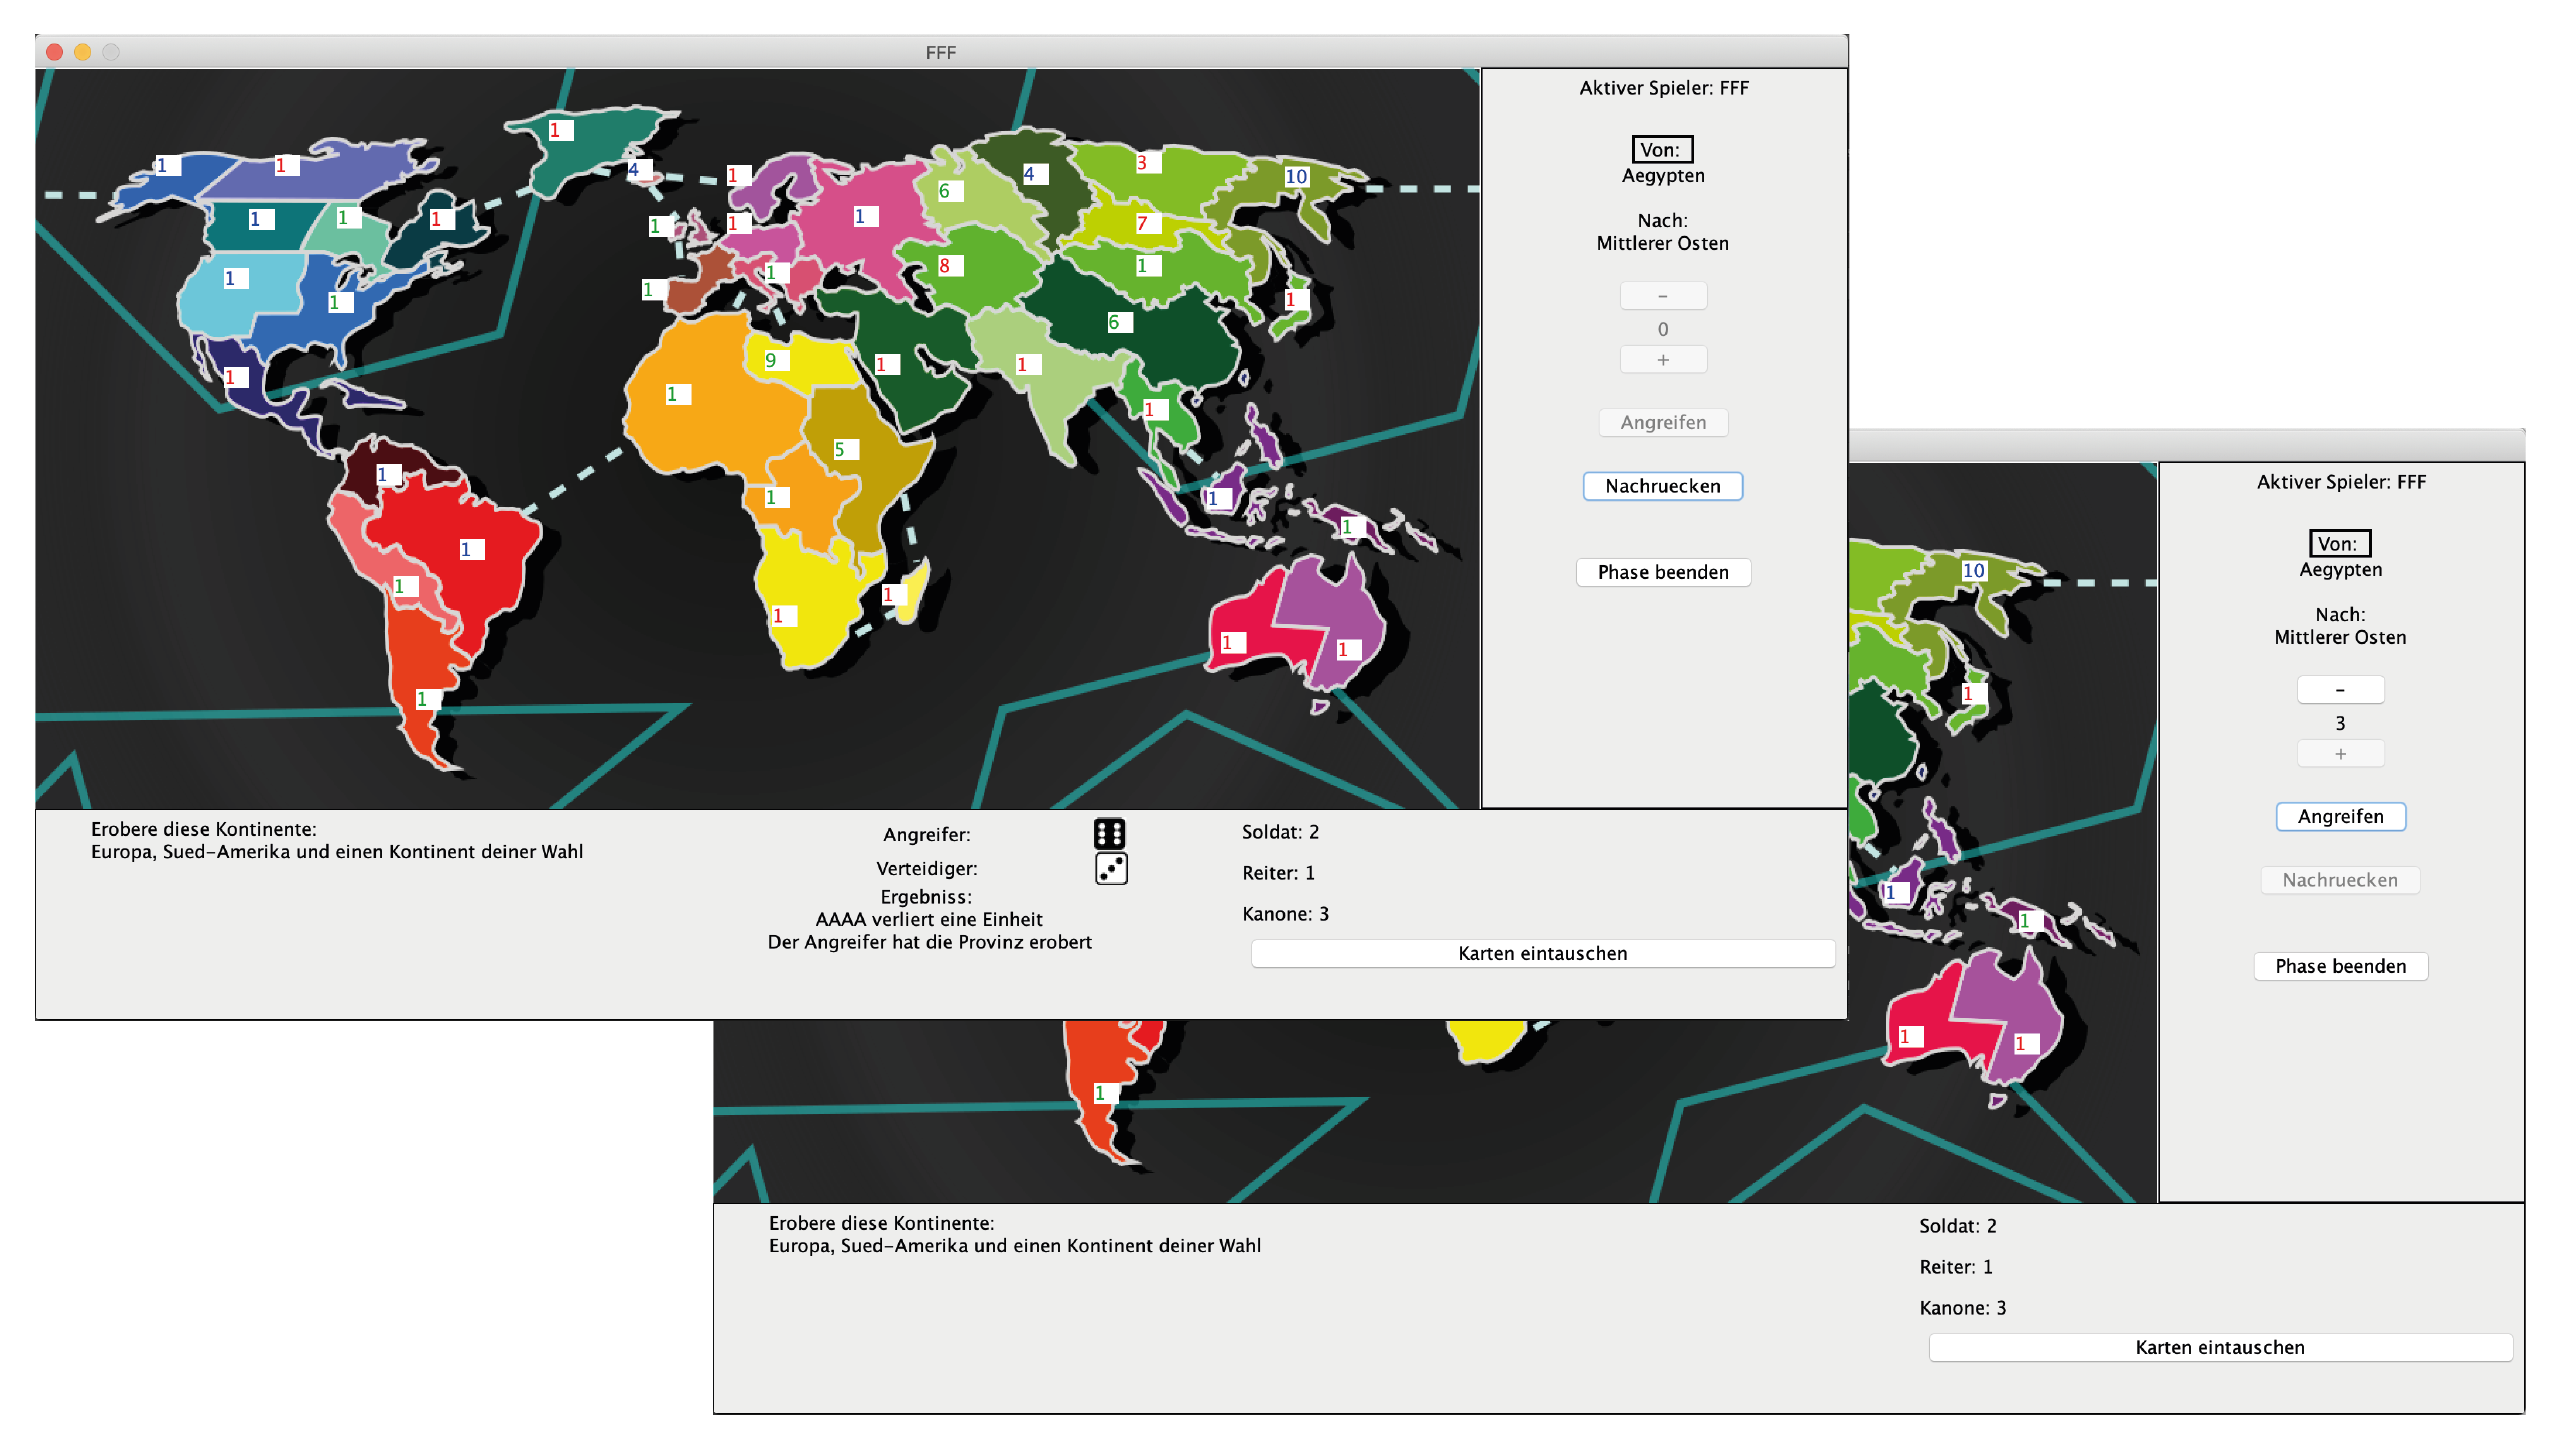 FFF
1
1
1
4
1
1
1
1
1
1
1
1
1
1
1
1
1
6
4
3
10
7
8
1
1
1
1
6
9
1
1
1
1
5
1
1
1
1
1
1
1
1
1
1
1
1
Aktiver Spieler: FFF
Von:
Aegypten
Nach:
Mittlerer Osten
-
0
+
Angreifen
Nachruecken
Phase beenden
Erobere diese Kontinente:
Europa, Sued-Amerika und einen Kontinent deiner Wahl
Angreifer:
Verteidiger:
Ergebniss:
AAAA verliert eine Einheit
Der Angreifer hat die Provinz erobert
Soldat: 2
Reiter: 1
Kanone: 3
Karten eintauschen
10
1
1
1
1
1
1
Aktiver Spieler: FFF
Von:
Aegypten
Nach:
Mittlerer Osten
-
3
+
Angreifen
Nachruecken
Phase beenden
Erobere diese Kontinente:
Europa, Sued-Amerika und einen Kontinent deiner Wahl
Soldat: 2
Reiter: 1
Kanone: 3
Karten eintauschen